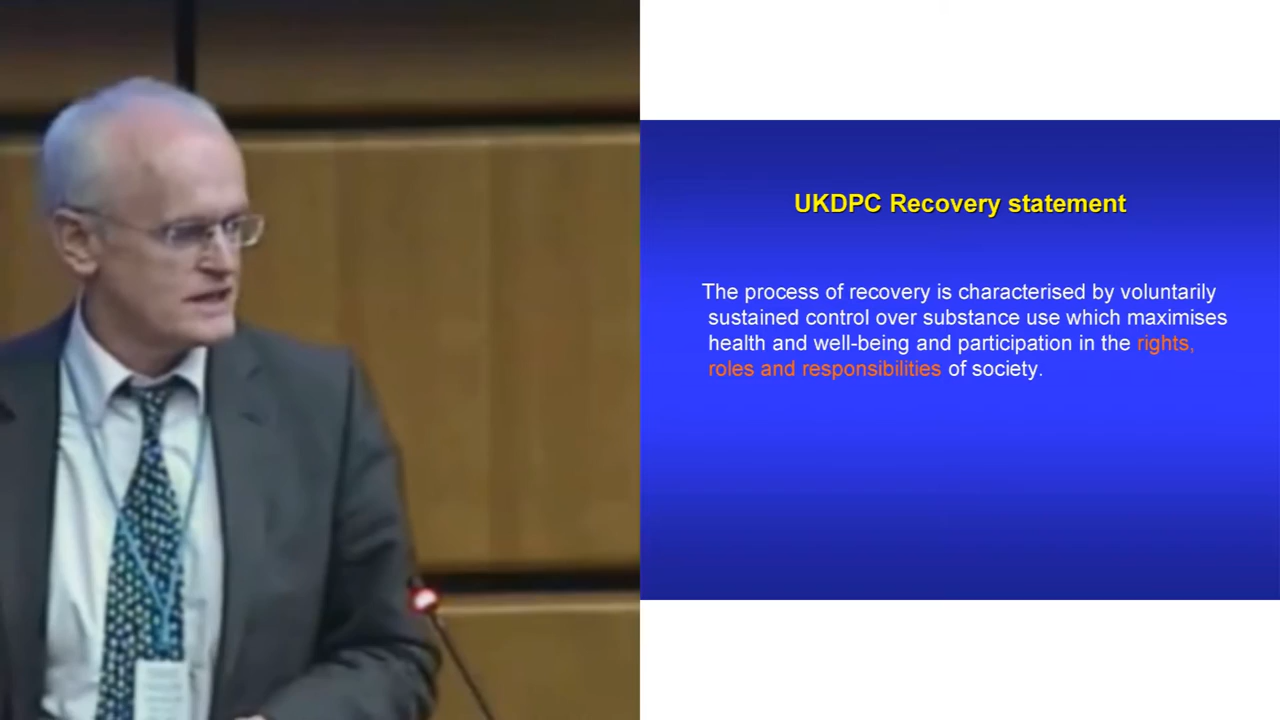 UKDPC Recovery statement
The process of recovery is characterised by voluntarily
sustained control over substance use which maximises
health and well-being and participation in the rights,
roles and responsibilities of society.